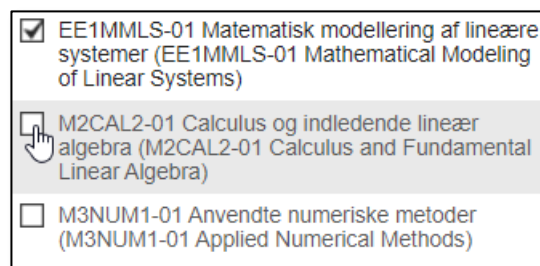 EE1MMLS-01 Matematisk modellering af lineære
systemer (EE1MMLS-01 Mathematical Modeling
of Linear Systems)
M2CAL2-01 Calculus og indledende lineær
algebra (M2CAL2-01 Calculus and Fundamental
Linear Algebra)
M3NUM1-01 Anvendte numeriske metoder
(M3NUM1-01 Applied Numerical Methods)